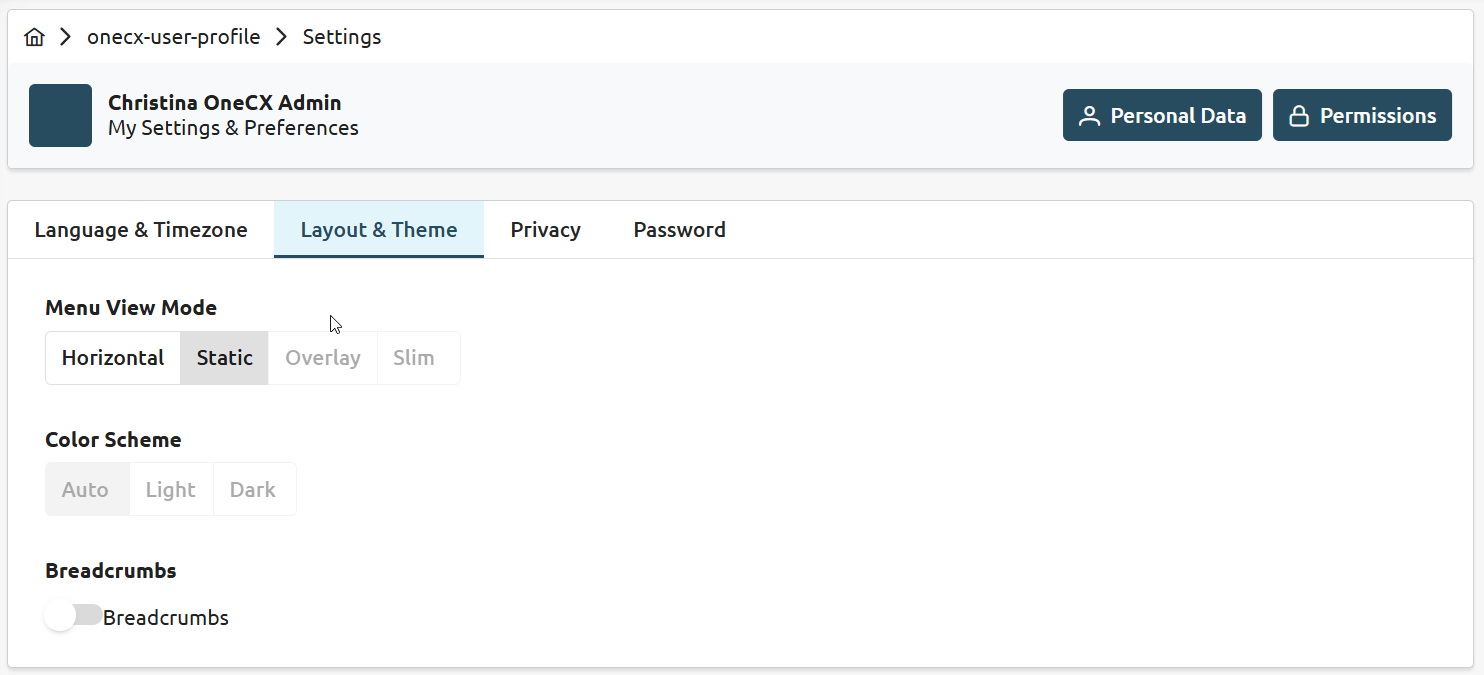 onecx-user-profile Settings
Christina OneCX Admin
My Settings & Preferences
Personal Data Permissions
Language & Timezone Layout & Theme Privacy Password
Menu View Mode
Horizontal Static Overlay Slim
Color Scheme
Auto Light Dark
Breadcrumbs
Breadcrumbs